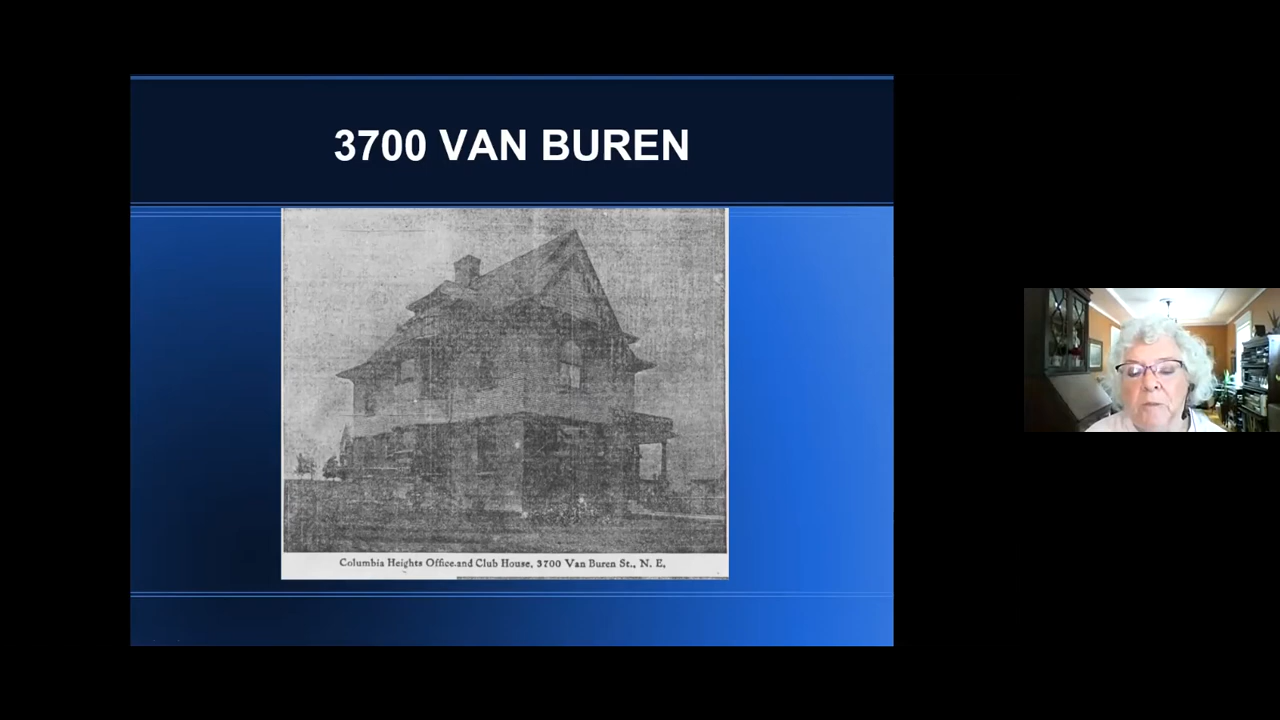 3700 VAN BUREN
Columbia Heights Office and Club House, 3700 Van Buren St., N. E.